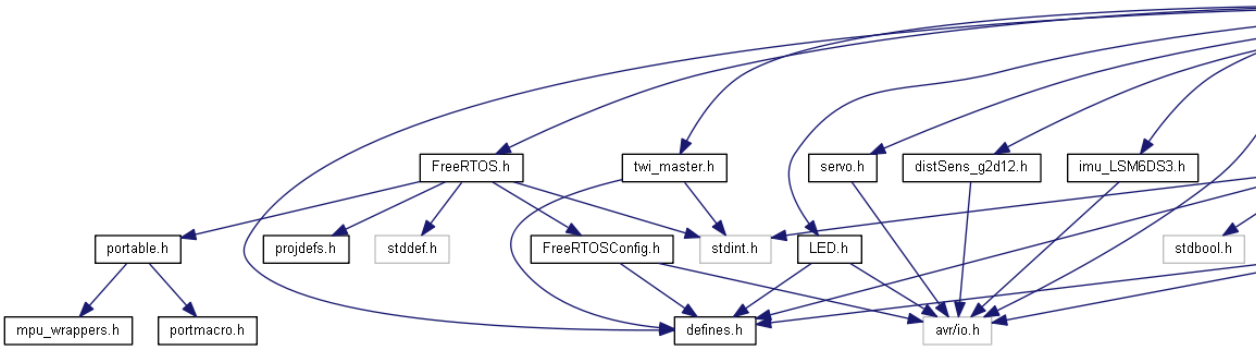 FreeRTOS.h
twi_master.h
servo.h
distSens_g2d12.h
imu_LSM6DS3.h
portable.h
projdefs.h
stddef.h
FreeRTOSConfig.h
stdint.h
LED.h
stdbool.h
mpu_wrappers.h
portmacro.h
defines.h
avr/io.h